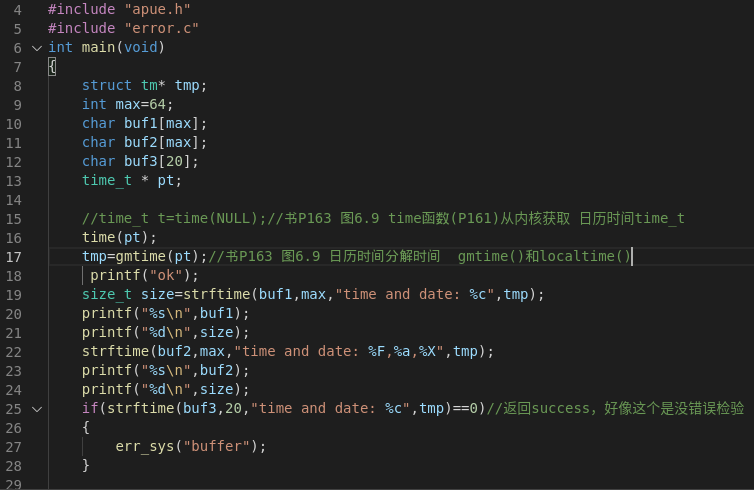 4 #include "apue.h"
5 #include "error.c"
6 int main(void)
7 {
8 struct tm* tmp;
9 int max=64;
10 char buf1[max];
11 char buf2[max];
12 char buf3[20];
13 time_t * pt;
14
15 //time_t t=time(NULL);//书P163 图6.9 time函数(P161)从内核获取 日历时间time_t
16 time(pt);
17 tmp=gmtime(pt);//书P163 图6.9 日历时间分解时间  gmtime()和localtime()
18 printf("ok");
19 size_t size=strftime(buf1,max,"time and date: %c",tmp);
20 printf("%s\n",buf1);
21 printf("%d\n",size);
22 strftime(buf2,max,"time and date: %F,%a,%X",tmp);
23 printf("%s\n",buf2);
24 printf("%d\n",size);
25 if(strftime(buf3,20,"time and date: %c",tmp)==0)//返回success，好像这个是没错误检验
26 {
27 err_sys("buffer");
28 }
29